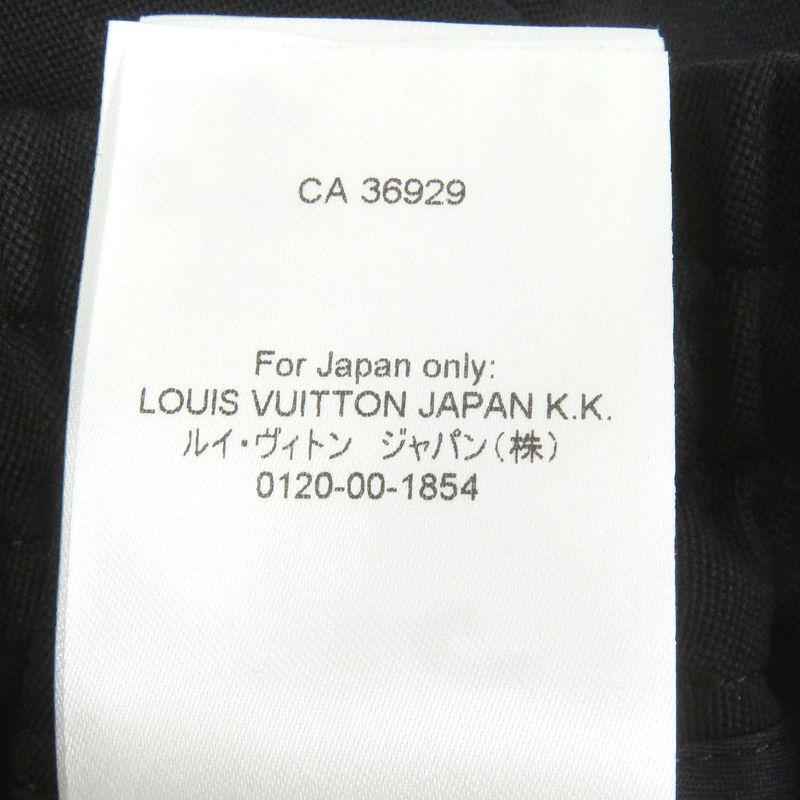 CA 36929
For Japan only:
LOUIS VUITTON JAPAN K.K.
ルイ・ヴィトン ジャパン(株)
0120-00-1854